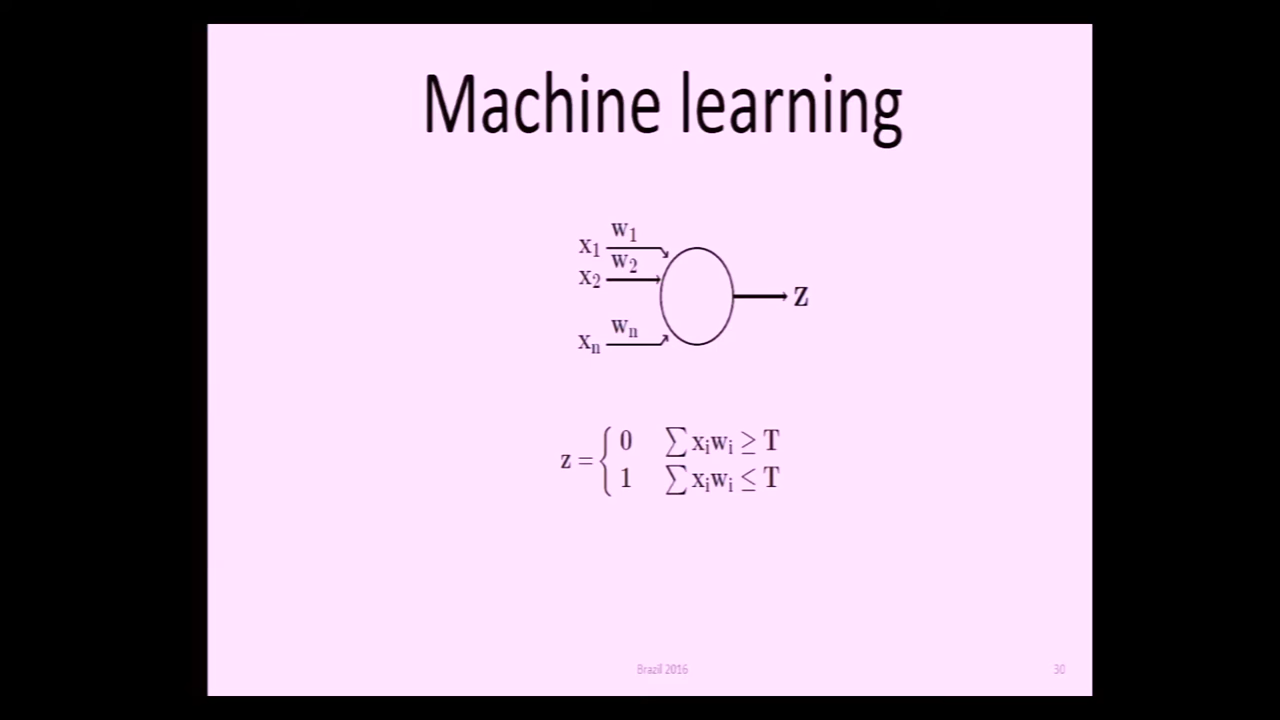 Machine learning
w₁
x₁
w₂
x₂
z
wₙ
xₙ
z = { 0 ∑ xᵢwᵢ ≥ T
1 ∑ xᵢwᵢ ≤ T
Brazil 2016
30